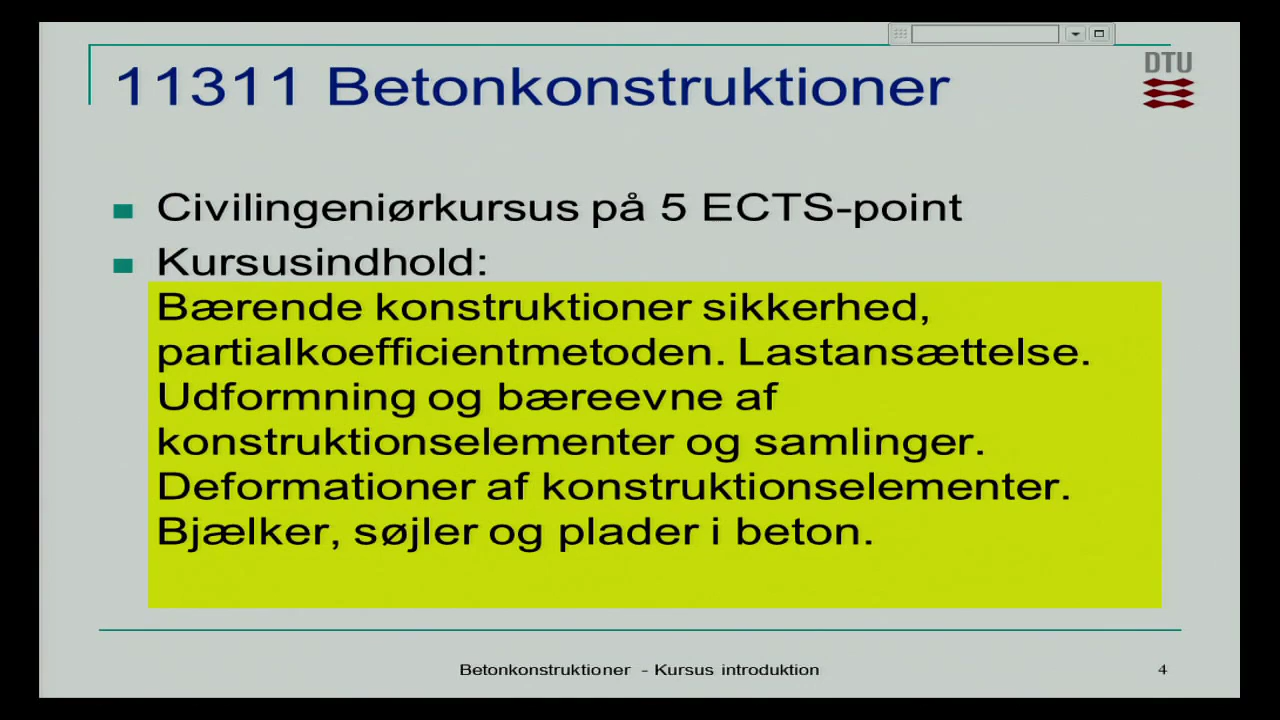 11311 Betonkonstruktioner
DTU
Civilingeniørkursus på 5 ECTS-point
Kursusindhold:
Bærende konstruktioner sikkerhed,
partialkoefficientmetoden. Lastansættelse.
Udformning og bæreevne af
konstruktionselementer og samlinger.
Deformationer af konstruktionselementer.
Bjælker, søjler og plader i beton.
Betonkonstruktioner - Kursus introduktion
4